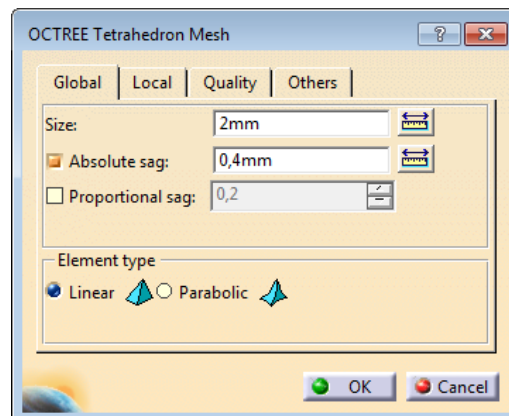 OCTREE Tetrahedron Mesh
Global Local Quality Others
Size: 2mm
Absolute sag: 0,4mm
Proportional sag: 0,2
Element type
Linear Parabolic
OK Cancel